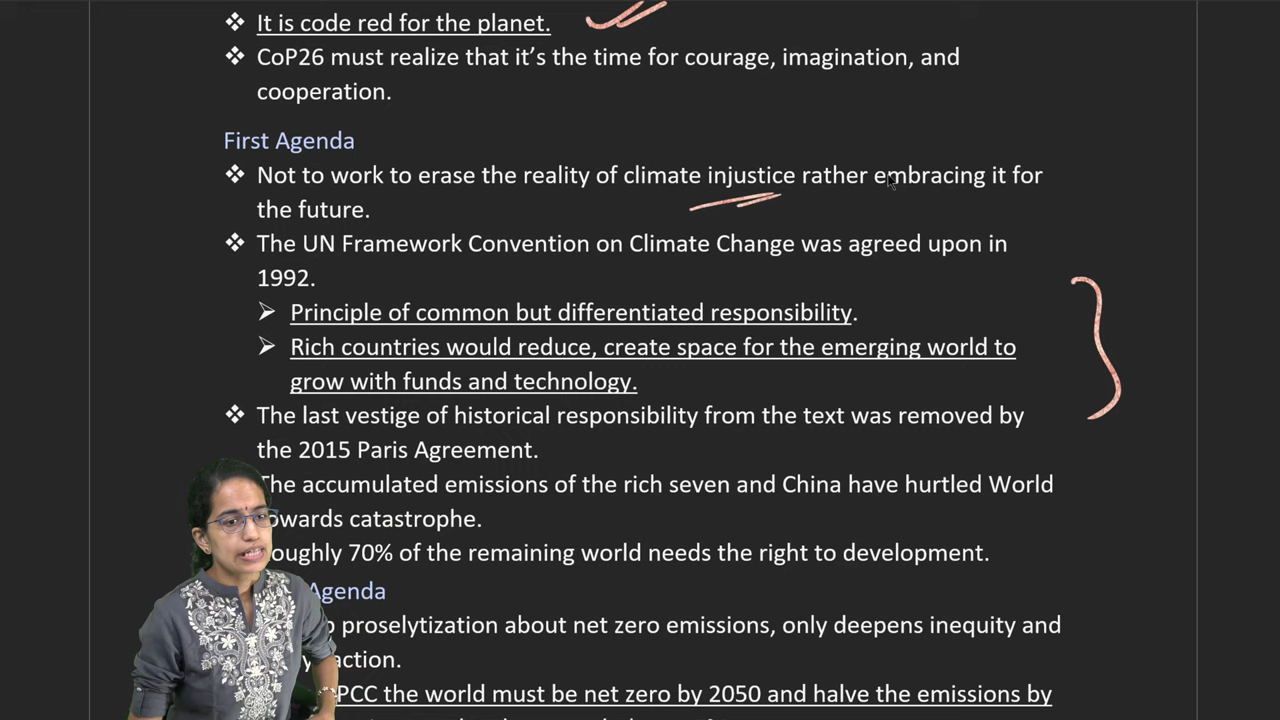 ❖ It is code red for the planet.
❖ CoP26 must realize that it’s the time for courage, imagination, and
cooperation.
First Agenda
❖ Not to work to erase the reality of climate injustice rather embracing it for
the future.
❖ The UN Framework Convention on Climate Change was agreed upon in
1992.
➢ Principle of common but differentiated responsibility.
➢ Rich countries would reduce, create space for the emerging world to
grow with funds and technology.
❖ The last vestige of historical responsibility from the text was removed by
the 2015 Paris Agreement.
The accumulated emissions of the rich seven and China have hurtled World
towards catastrophe.
oughly 70% of the remaining world needs the right to development.
Agenda
proselytization about net zero emissions, only deepens inequity and
action.
PCC the world must be net zero by 2050 and halve the emissions by